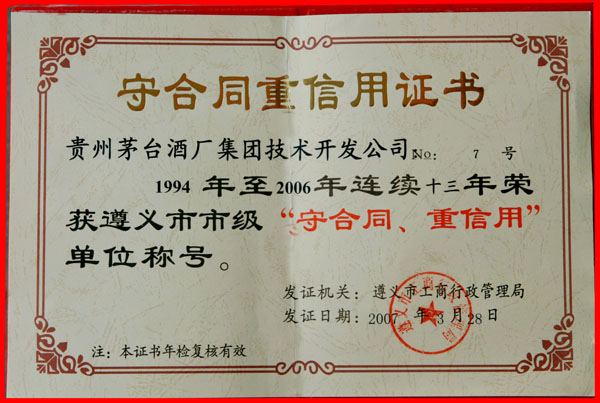 守合同重信用证书
贵州茅台酒厂集团技术开发公司 No: 7 号
1994 年至2006年连续十三年荣
获遵义市市级“守合同、重信用”
单位称号。
发证机关: 遵义市工商行政管理局
发证日期: 2007 年 3 月 28 日
注: 本证书年检复核有效